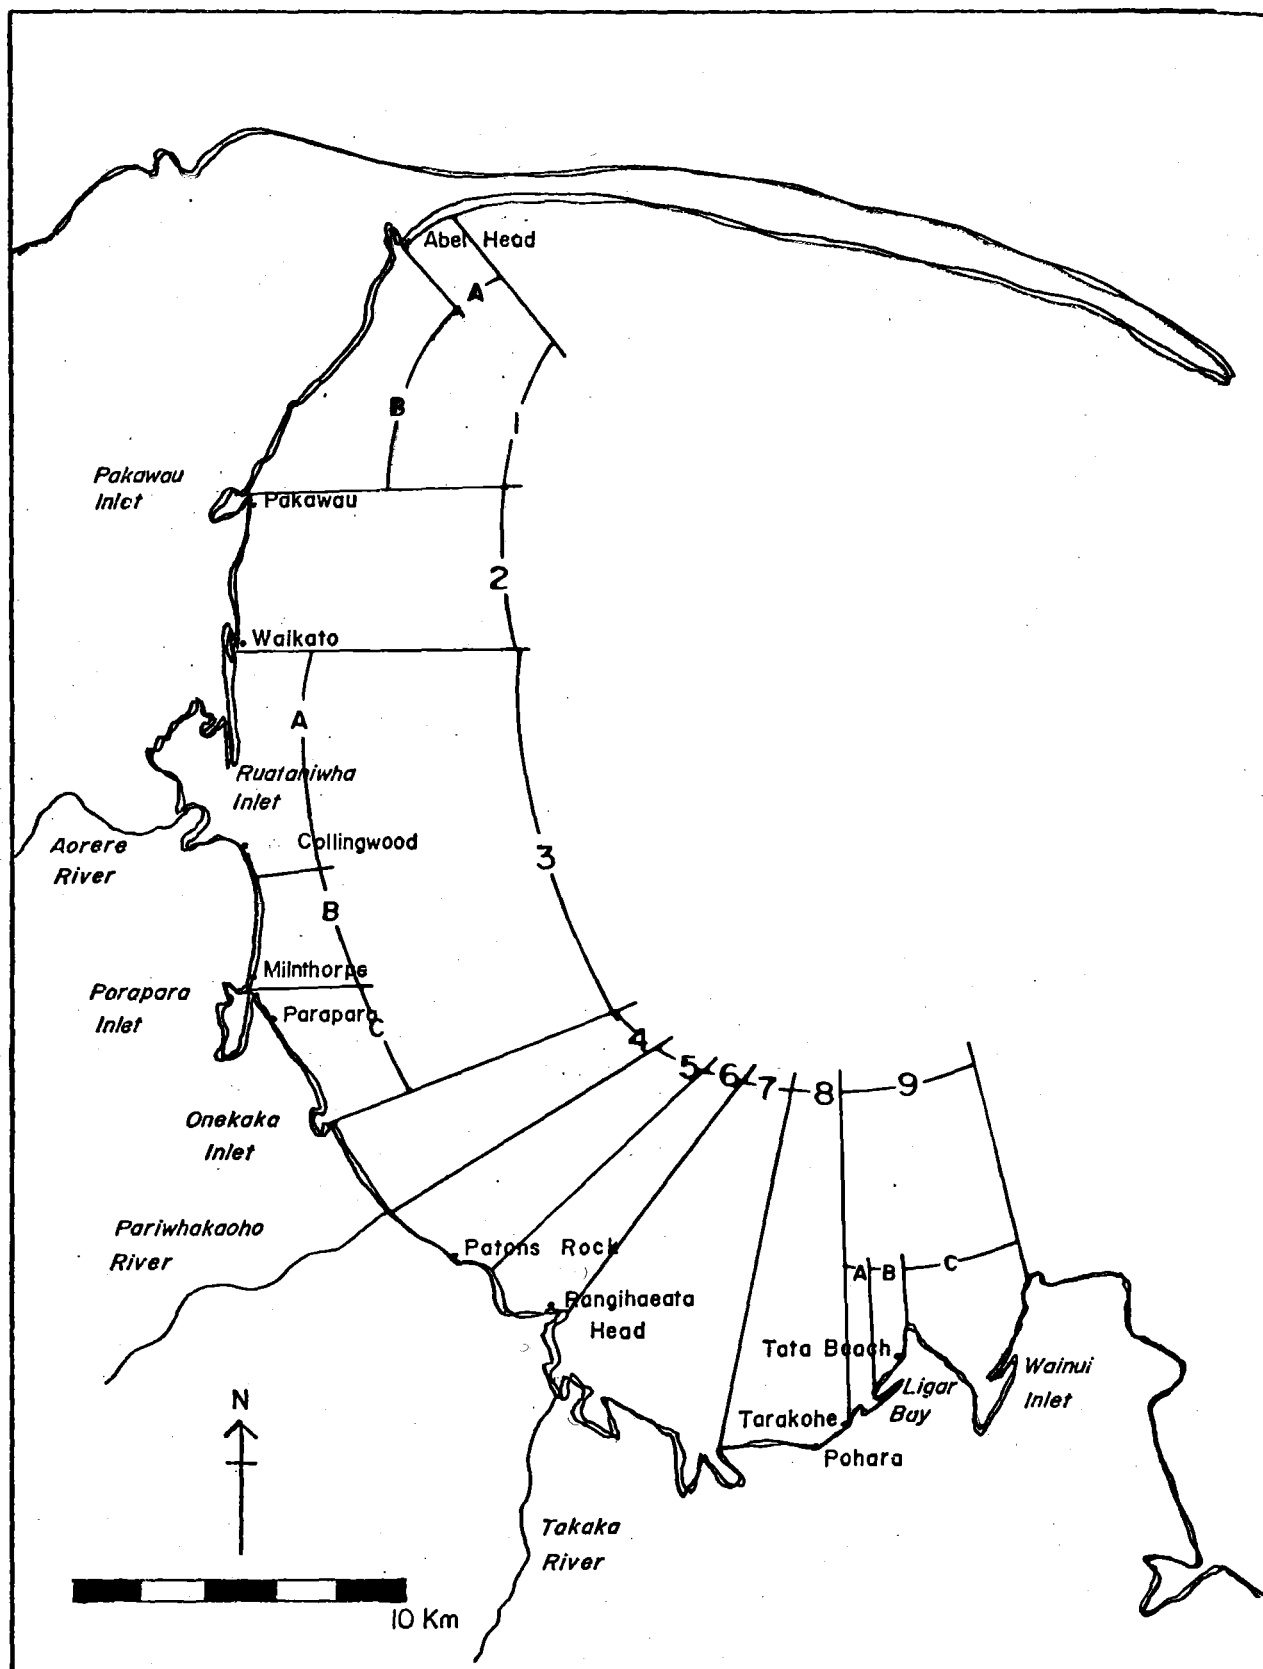 Abel Head
A
B
1
Pakawau
Inlet
Pakawau
2
Waikato
A
Ruataniwha
Inlet
Aorere
River
Collingwood
3
B
Milnthorpe
Porapara
Inlet
Parapara
C
4
5
6
7
8
9
Onekaka
Inlet
Pariwhakaoho
River
Patons Rock
A
B
C
Rangihaeata
Head
Tata Beach
Wainui
Inlet
Ligar
Bay
Tarakohe
Pohara
N
Takaka
River
10 Km